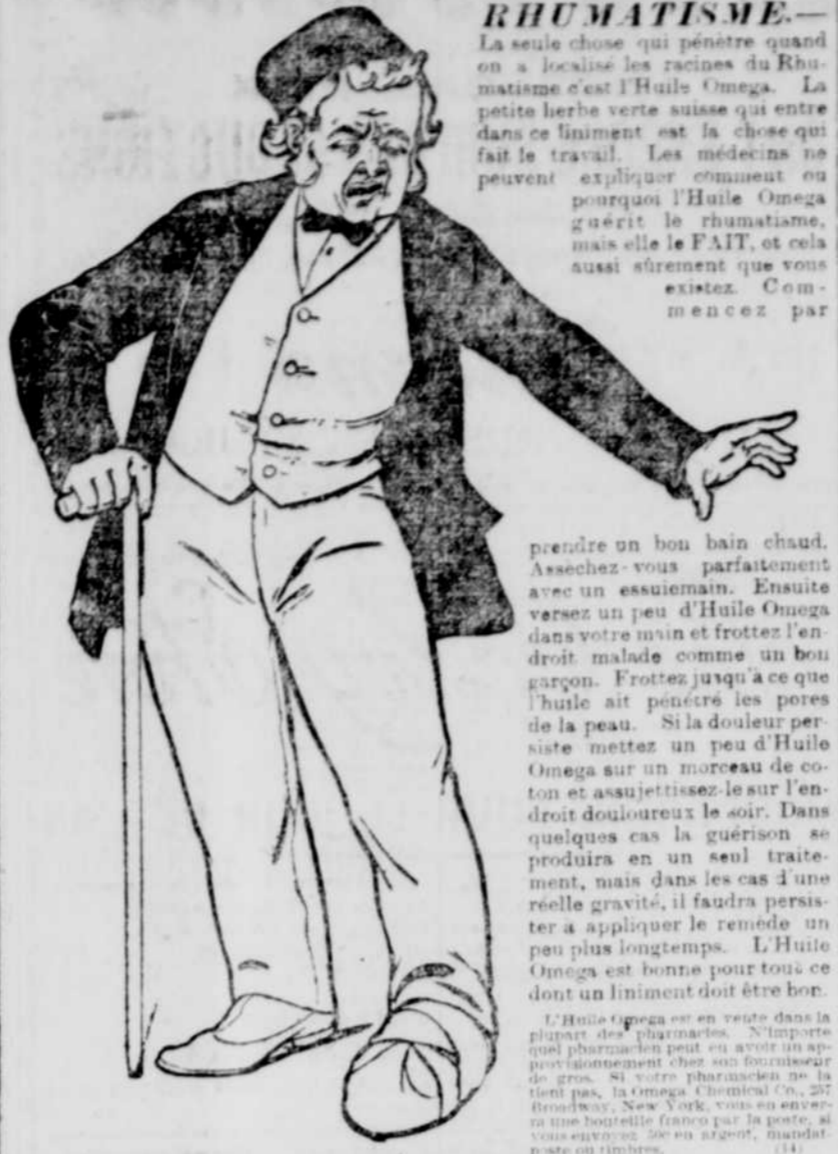 RHUMATISME.—
La seule chose qui pénètre quand
on a localisé les racines du Rhu-
matisme c'est l'Huile Omega. La
petite herbe verte suisse qui entre
dans ce liniment est la chose qui
fait le travail. Les médecins ne
peuvent expliquer comment ou
pourquoi l'Huile Omega
guérit le rhumatisme,
mais elle le FAIT, et cela
aussi sûrement que vous
existez. Com-
mencez par
prendre un bon bain chaud.
Assèchez-vous parfaitement
avec un essuiemain. Ensuite
versez un peu d'Huile Omega
dans votre main et frottez l'en-
droit malade comme un bon
garçon. Frottez jusqu'à ce que
l'huile ait pénétré les pores
de la peau. Si la douleur per-
siste mettez un peu d'Huile
Omega sur un morceau de co-
ton et assujettissez-le sur l'en-
droit douloureux le soir. Dans
quelques cas la guérison se
produira en un seul traite-
ment, mais dans les cas d'une
réelle gravité, il faudra persis-
ter à appliquer le remède un
peu plus longtemps. L'Huile
Omega est bonne pour tout ce
dont un liniment doit être bon.
L'Huile Omega est en vente dans la
plupart des pharmacies. N'importe
quel pharmacien peut en avoir un ap-
provisionnement chez son fournisseur
de gros. Si votre pharmacien ne la
tient pas, la Omega Chemical Co., 257
Broadway, New York, vous en enver-
ra une bouteille franco par la poste, si
vous envoyez 50c en argent, mandat-
poste ou timbres. (14)